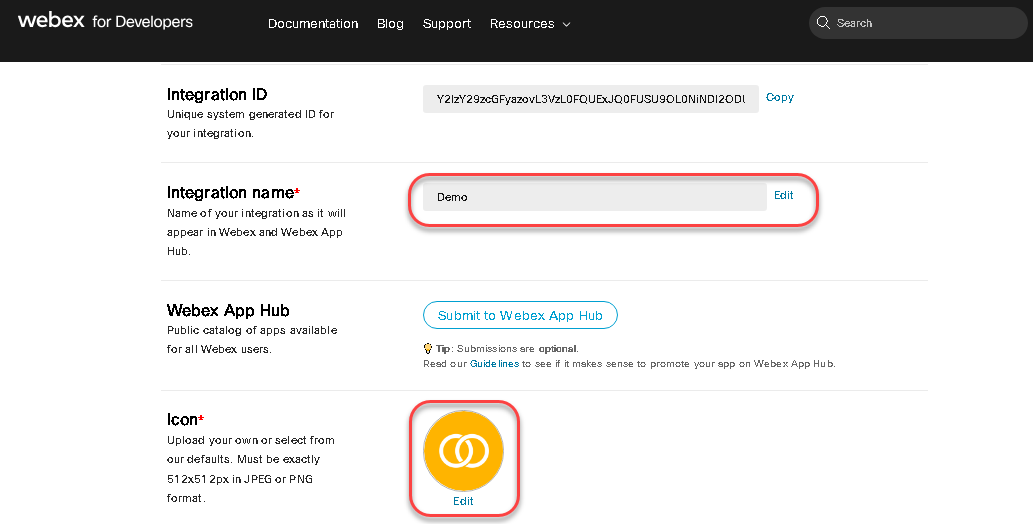 webex for Developers
Documentation Blog Support Resources
Search
Integration ID
Unique system generated ID for
your integration.
Copy
Integration name*
Name of your integration as it will
appear in Webex and Webex App
Hub.
Demo
Edit
Webex App Hub
Public catalog of apps available
for all Webex users.
Submit to Webex App Hub
Tip: Submissions are optional.
Read our Guidelines to see if it makes sense to promote your app on Webex App Hub.
Icon*
Upload your own or select from
our defaults. Must be exactly
512x512px in JPEG or PNG
format.
Edit